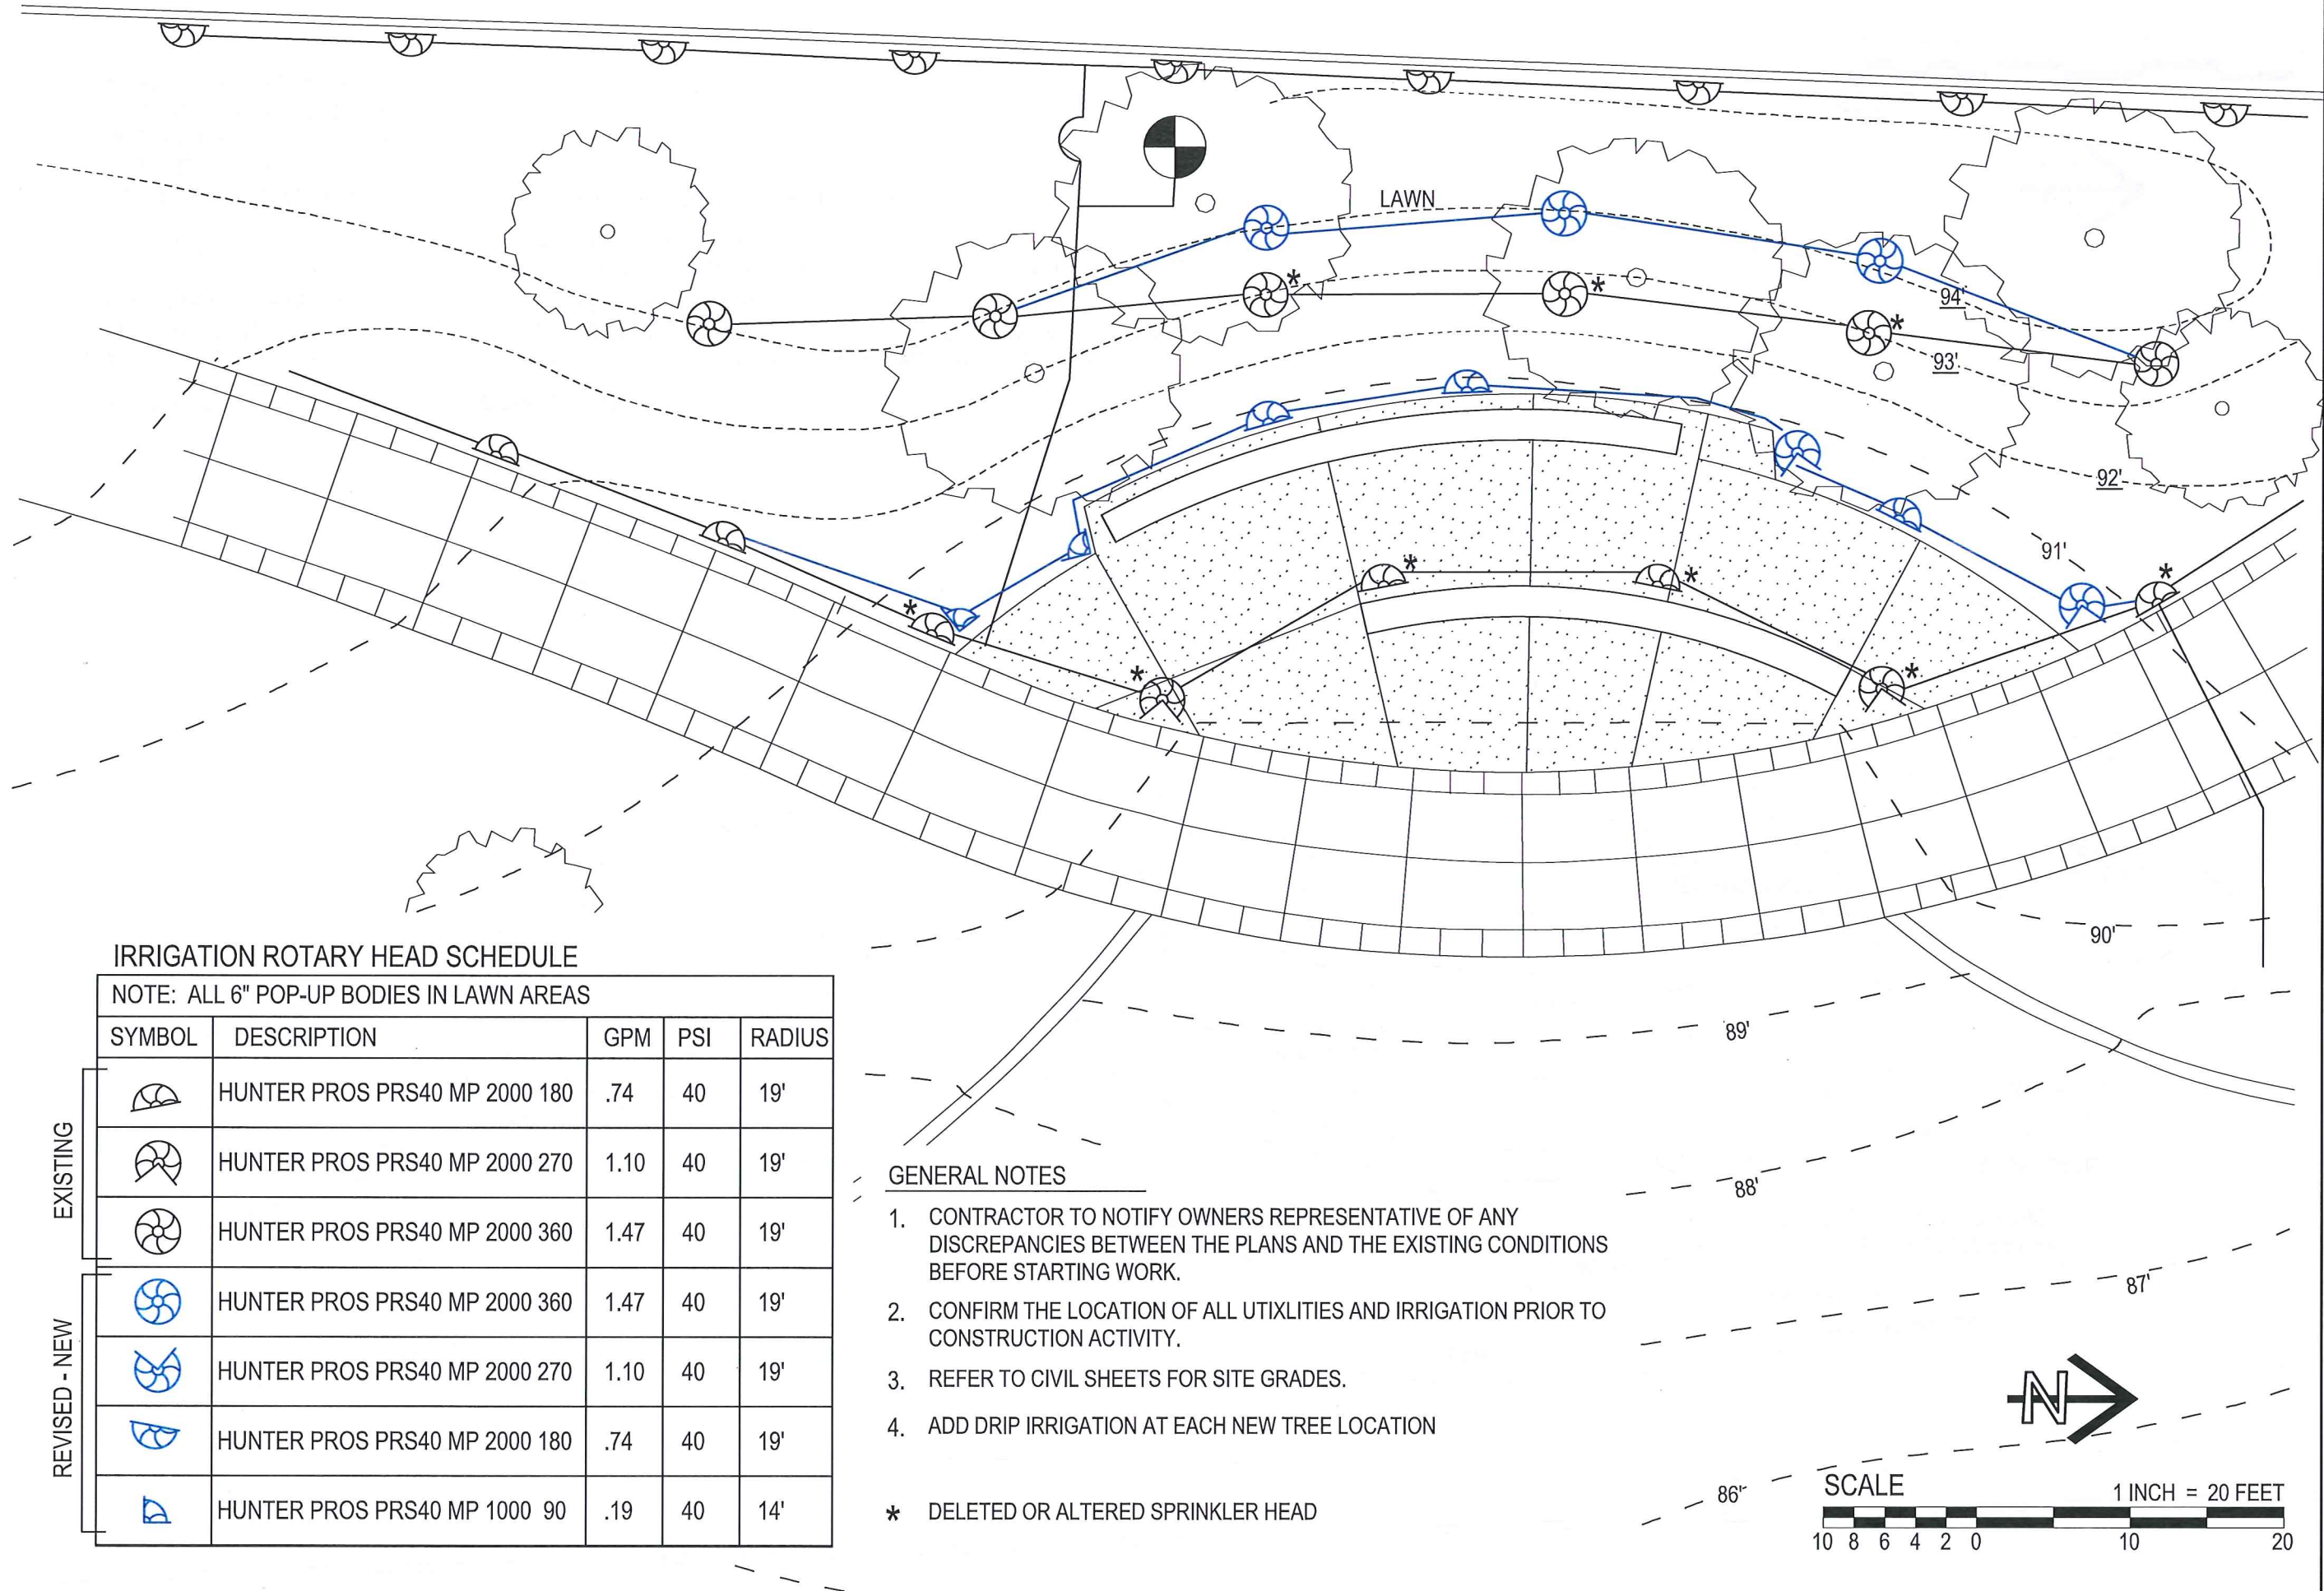 LAWN
94'
93'
92'
91'
90'
89'
88'
87'
86'
*
*
*
*
*
*
*
*
*
IRRIGATION ROTARY HEAD SCHEDULE
NOTE: ALL 6" POP-UP BODIES IN LAWN AREAS
SYMBOL DESCRIPTION GPM PSI RADIUS
EXISTING
HUNTER PROS PRS40 MP 2000 180 .74 40 19'
HUNTER PROS PRS40 MP 2000 270 1.10 40 19'
HUNTER PROS PRS40 MP 2000 360 1.47 40 19'
REVISED - NEW
HUNTER PROS PRS40 MP 2000 360 1.47 40 19'
HUNTER PROS PRS40 MP 2000 270 1.10 40 19'
HUNTER PROS PRS40 MP 2000 180 .74 40 19'
HUNTER PROS PRS40 MP 1000 90 .19 40 14'
GENERAL NOTES
1. CONTRACTOR TO NOTIFY OWNERS REPRESENTATIVE OF ANY
DISCREPANCIES BETWEEN THE PLANS AND THE EXISTING CONDITIONS
BEFORE STARTING WORK.
2. CONFIRM THE LOCATION OF ALL UTIXLITIES AND IRRIGATION PRIOR TO
CONSTRUCTION ACTIVITY.
3. REFER TO CIVIL SHEETS FOR SITE GRADES.
4. ADD DRIP IRRIGATION AT EACH NEW TREE LOCATION
* DELETED OR ALTERED SPRINKLER HEAD
N
SCALE 1 INCH = 20 FEET
10 8 6 4 2 0 10 20